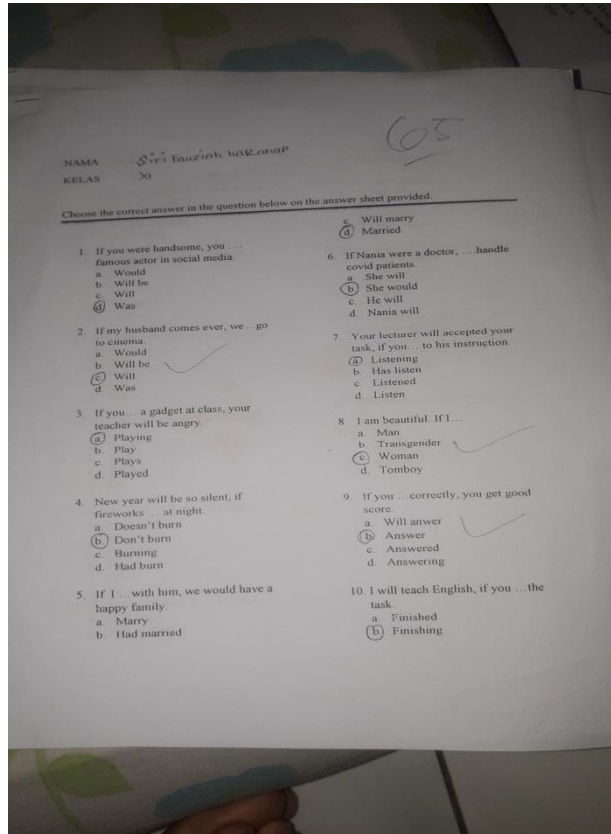 65
NAMA Siri Fauziah haRahap
KELAS XI
Choose the correct answer in the question below on the answer sheet provided.
1. If you were handsome, you ….
famous actor in social media.
a. Would
b. Will be
c. Will
d. Was
2. If my husband comes ever, we…go
to cinema.
a. Would
b. Will be
c. Will
d. Was
3. If you… a gadget at class, your
teacher will be angry.
a. Playing
b. Play
c. Plays
d. Played
4. New year will be so silent, if
fireworks … at night.
a. Doesn't burn
b. Don't burn
c. Burning
d. Had burn
5. If I …with him, we would have a
happy family.
a. Marry
b. Had married
c. Will marry
d. Married
6. If Nania were a doctor, ….handle
covid patients.
a. She will
b. She would
c. He will
d. Nania will
7. Your lecturer will accepted your
task, if you… to his instruction.
a. Listening
b. Has listen
c. Listened
d. Listen
8. I am beautiful. If I…
a. Man
b. Transgender
c. Woman
d. Tomboy
9. If you …correctly, you get good
score.
a. Will anwer
b. Answer
c. Answered
d. Answering
10. I will teach English, if you …the
task.
a. Finished
b. Finishing